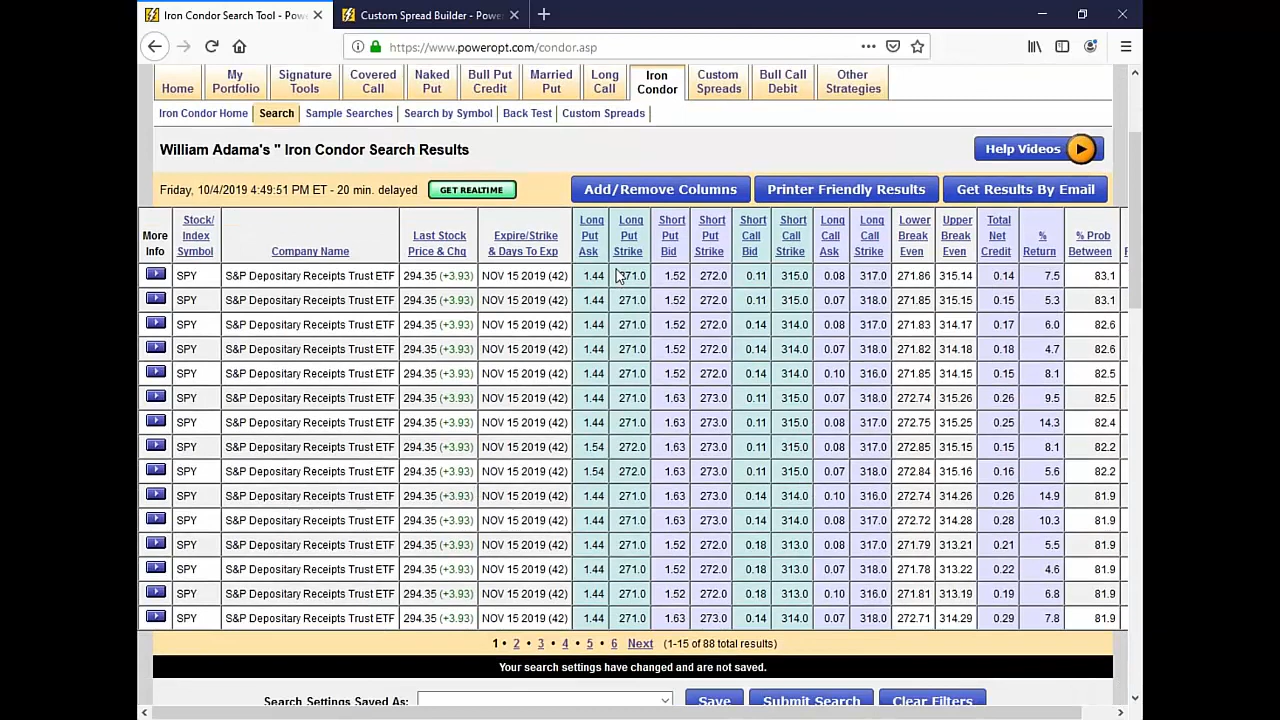 Iron Condor Search Tool - Pow
Custom Spread Builder - Power
https://www.poweropt.com/condor.asp
Home
My Portfolio
Signature Tools
Covered Call
Naked Put
Bull Put Credit
Married Put
Long Call
Iron Condor
Custom Spreads
Bull Call Debit
Other Strategies
Iron Condor Home Search Sample Searches Search by Symbol Back Test Custom Spreads
William Adama's " Iron Condor Search Results
Help Videos
Friday, 10/4/2019 4:49:51 PM ET - 20 min. delayed GET REALTIME Add/Remove Columns Printer Friendly Results Get Results By Email
More Info Stock/ Index Symbol Company Name Last Stock Price & Chq Expire/Strike & Days To Exp Long Put Ask Long Put Strike Short Put Bid Short Put Strike Short Call Bid Short Call Strike Long Call Ask Long Call Strike Lower Break Even Upper Break Even Total Net Credit % Return % Prob Between
SPY S&P Depositary Receipts Trust ETF 294.35 (+3.93) NOV 15 2019 (42) 1.44 271.0 1.52 272.0 0.11 315.0 0.08 317.0 271.86 315.14 0.14 7.5 83.1
SPY S&P Depositary Receipts Trust ETF 294.35 (+3.93) NOV 15 2019 (42) 1.44 271.0 1.52 272.0 0.11 315.0 0.07 318.0 271.85 315.15 0.15 5.3 83.1
SPY S&P Depositary Receipts Trust ETF 294.35 (+3.93) NOV 15 2019 (42) 1.44 271.0 1.52 272.0 0.14 314.0 0.08 317.0 271.83 314.17 0.17 6.0 82.6
SPY S&P Depositary Receipts Trust ETF 294.35 (+3.93) NOV 15 2019 (42) 1.44 271.0 1.52 272.0 0.14 314.0 0.07 318.0 271.82 314.18 0.18 4.7 82.6
SPY S&P Depositary Receipts Trust ETF 294.35 (+3.93) NOV 15 2019 (42) 1.44 271.0 1.52 272.0 0.14 314.0 0.10 316.0 271.85 314.15 0.15 8.1 82.5
SPY S&P Depositary Receipts Trust ETF 294.35 (+3.93) NOV 15 2019 (42) 1.44 271.0 1.63 273.0 0.11 315.0 0.07 318.0 272.74 315.26 0.26 9.5 82.5
SPY S&P Depositary Receipts Trust ETF 294.35 (+3.93) NOV 15 2019 (42) 1.44 271.0 1.63 273.0 0.11 315.0 0.08 317.0 272.75 315.25 0.25 14.3 82.4
SPY S&P Depositary Receipts Trust ETF 294.35 (+3.93) NOV 15 2019 (42) 1.54 272.0 1.63 273.0 0.11 315.0 0.08 317.0 272.85 315.15 0.15 8.1 82.2
SPY S&P Depositary Receipts Trust ETF 294.35 (+3.93) NOV 15 2019 (42) 1.54 272.0 1.63 273.0 0.11 315.0 0.07 318.0 272.84 315.16 0.16 5.6 82.2
SPY S&P Depositary Receipts Trust ETF 294.35 (+3.93) NOV 15 2019 (42) 1.44 271.0 1.63 273.0 0.14 314.0 0.10 316.0 272.74 314.26 0.26 14.9 81.9
SPY S&P Depositary Receipts Trust ETF 294.35 (+3.93) NOV 15 2019 (42) 1.44 271.0 1.63 273.0 0.14 314.0 0.08 317.0 272.72 314.28 0.28 10.3 81.9
SPY S&P Depositary Receipts Trust ETF 294.35 (+3.93) NOV 15 2019 (42) 1.44 271.0 1.52 272.0 0.18 313.0 0.08 317.0 271.79 313.21 0.21 5.5 81.9
SPY S&P Depositary Receipts Trust ETF 294.35 (+3.93) NOV 15 2019 (42) 1.44 271.0 1.52 272.0 0.18 313.0 0.07 318.0 271.78 313.22 0.22 4.6 81.9
SPY S&P Depositary Receipts Trust ETF 294.35 (+3.93) NOV 15 2019 (42) 1.44 271.0 1.52 272.0 0.18 313.0 0.10 316.0 271.81 313.19 0.19 6.8 81.9
SPY S&P Depositary Receipts Trust ETF 294.35 (+3.93) NOV 15 2019 (42) 1.44 271.0 1.63 273.0 0.14 314.0 0.07 318.0 272.71 314.29 0.29 7.8 81.9
1 • 2 • 3 • 4 • 5 • 6 Next (1-15 of 88 total results)
Your search settings have changed and are not saved.
Search Settings Saved As: Save Submit Search Clear Filters